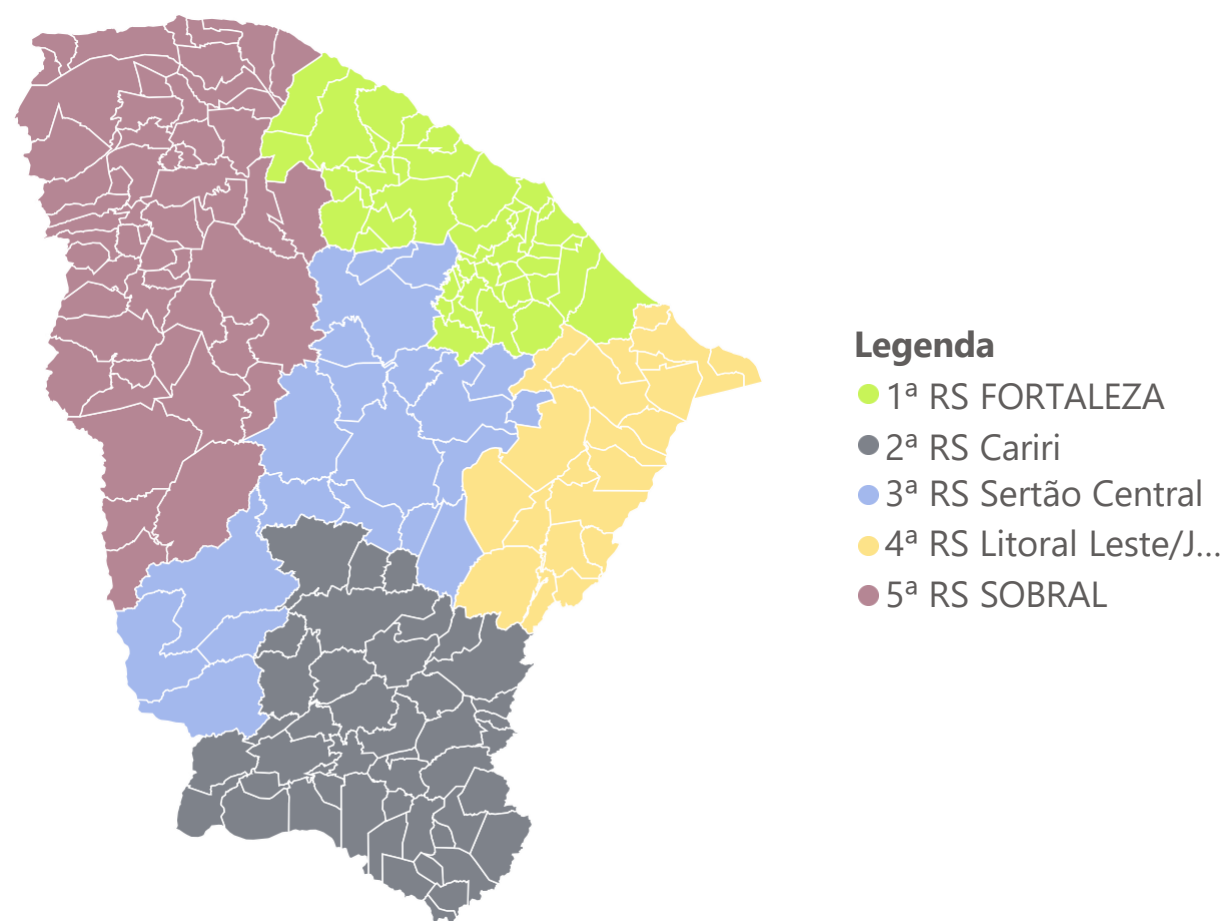 Legenda
1ª RS FORTALEZA
2ª RS Cariri
3ª RS Sertão Central
4ª RS Litoral Leste/J...
5ª RS SOBRAL